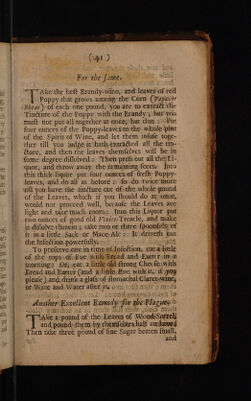 ( 41 )
For the same.
TAke the best Brandy-wine, and leaves of red
Poppy that grows among the Corn (Papaver
Rhœas) of each one pound, you are to extract the
Tincture of the Poppy with the Brandy ; but you
must not put all together at once, but thus : Put
four ounces of the Poppy-leaves to the whole pint
of the Spirit of Wine, and let them infuse toge-
ther till you judge it hath extracted all the tin-
cture, and then the leaves themselves will be in
some degree dissolved : Then press out all the li-
quor, and throw away the remaining feces. Into
this thick liquor put four ounces of fresh Poppy-
leaves, and do all as before : so do twice more
till you have the tincture out of the whole pound
of the Leaves, which if you should do at once,
would not proceed well, because the Leaves are
light and take much room : Into this Liquor put
two ounces of good old Venice-Treacle, and make
it dissolve therein ; take two or three spoonfuls of
it in a little Sack or Mace-Ale : It driveth out
the Infection powerfully.
To preserve one in time of Infection, eat a little
of the tops of Rue with Bread and Butter in a
morning : Or, eat a little old strong Cheese with
Bread and Butter (and a little Rue with it, if you
please) and drink a glass of stomachal Claret-wine,
or Wine and Water after it.
Another Excellent Remedy for the Plague.
TAke a pound of the Leaves of Wood-Sorrel,
and pound them by themselves half an hour;
Then take three pound of fine Sugar beaten small,
and